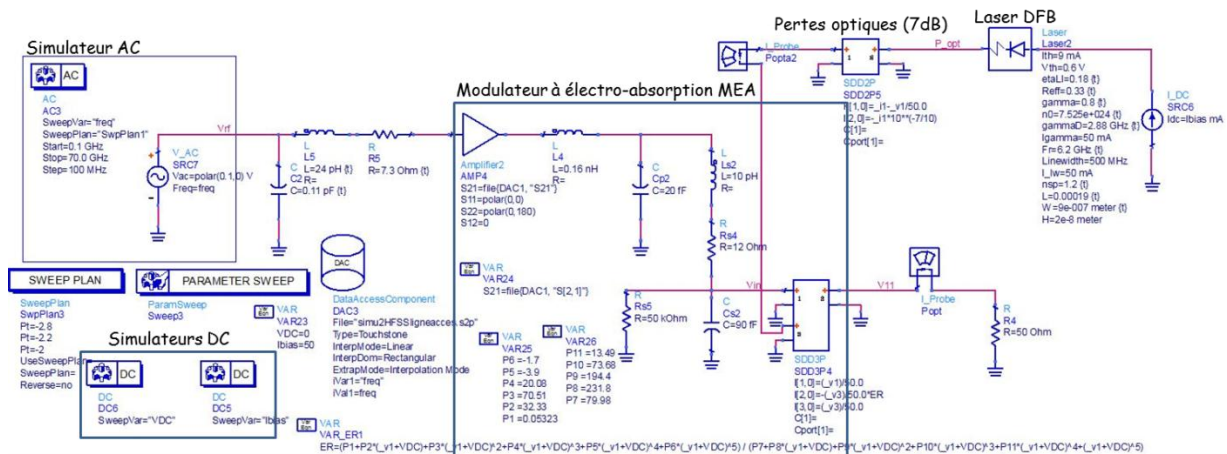 Simulateur AC
AC
AC
AC3
SweepVar="freq"
SweepPlan="SwpPlan1"
Start=0.1 GHz
Stop=70.0 GHz
Step=100 MHz
Vrf
V_AC
SRC7
Vac=polar(0.1,0) V
Freq=freq
C
C2
C=0.11 pF {t}
L
L5
L=24 pH {t}
R=
R
R5
R=7.3 Ohm {t}
Modulateur à électro-absorption MEA
Amplifier2
AMP4
S21=file{DAC1, "S21"}
S11=polar(0,0)
S22=polar(0,180)
S12=0
L
L4
L=0.16 nH
R=
C
Cp2
C=20 fF
L
Ls2
L=10 pH
R=
R
Rs4
R=12 Ohm
Var
Eqn
VAR
VAR24
S21=file{DAC1, "S[2,1]"}
R
Rs5
R=50 kOhm
C
Cs2
C=90 fF
Vin
Pertes optiques (7dB)
I_Probe
Popta2
SDD2P
SDD2P5
I[2,0]=-_i1*10**(-7/10)
C[1]=
Cport[1]=
P_opt
Laser DFB
Laser
Laser2
Ith=9 mA
Vth=0.6 V
etaLI=0.18 {t}
Reff=0.33 {t}
gamma=0.8 {t}
n0=7.525e+024 {t}
gammaD=2.88 GHz {t}
Igamma=50 mA
Fr=6.2 GHz {t}
Linewidth=500 MHz
I_lw=50 mA
nsp=1.2 {t}
L=0.00019 {t}
W=9e-007 meter {t}
H=2e-8 meter
I_DC
SRC6
Idc=Ibias mA
V11
I_Probe
Popt
R
R4
R=50 Ohm
SDD3P
SDD3P4
I[1,0]=(_v1)/50.0
I[2,0]=-(_v3)/50.0*ER
I[3,0]=(_v3)/50.0
C[1]=
Cport[1]=
SWEEP PLAN
SweepPlan
SwpPlan3
Pt=-2.8
Pt=-2.2
Pt=-2
UseSweepPlan=
SweepPlan=
Reverse=no
PARAMETER SWEEP
ParamSweep
Sweep3
Var
Eqn
VAR
VAR23
VDC=0
Ibias=50
DAC
DataAccessComponent
DAC3
File="simu2HFSSligneacces.s2p"
Type=Touchstone
InterpMode=Linear
InterpDom=Rectangular
ExtrapMode=Interpolation Mode
iVar1="freq"
iVal1=freq
Simulateurs DC
DC
DC
DC6
SweepVar="VDC"
DC
DC
DC5
SweepVar="Ibias"
Var
Eqn
VAR
VAR25
P6 =-1.7
P5 =-3.9
P4 =20.08
P3 =70.51
P2 =32.33
P1 =0.05323
Var
Eqn
VAR
VAR26
P11 =13.49
P10 =73.68
P9 =194.4
P8 =231.8
P7 =79.98
Var
Eqn
VAR
VAR_ER1
ER=(P1+P2*(_v1+VDC)+P3*(_v1+VDC)^2+P4*(_v1+VDC)^3+P5*(_v1+VDC)^4+P6*(_v1+VDC)^5) / (P7+P8*(_v1+VDC)+P9*(_v1+VDC)^2+P10*(_v1+VDC)^3+P11*(_v1+VDC)^4+(_v1+VDC)^5)